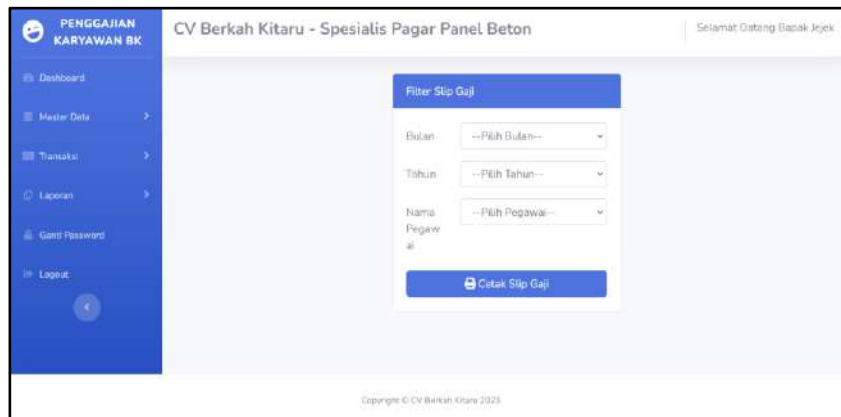 PENGGAJIAN
KARYAWAN BK
CV Berkah Kitaru - Spesialis Pagar Panel Beton
Selamat Datang Bapak Jejek
Dashboard
Master Data
Transaksi
Laporan
Ganti Password
Logout
Filter Slip Gaji
Bulan
--Pilih Bulan--
Tahun
--Pilih Tahun--
Nama
Pegaw
ai
--Pilih Pegawai--
Cetak Slip Gaji
Copyright © CV Berkah Kitaru 2023